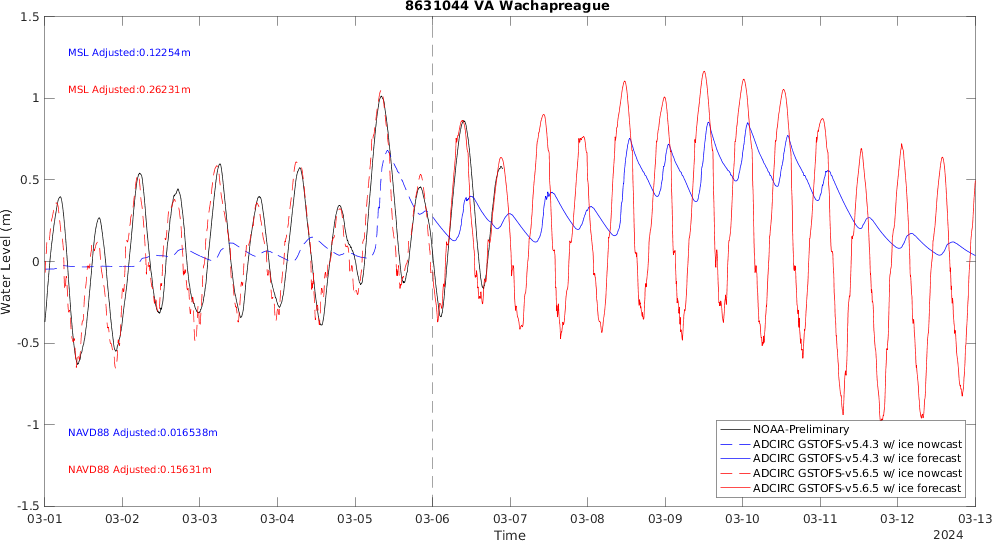 8631044 VA Wachapreague
1.5
1
0.5
0
-0.5
-1
-1.5
Water Level (m)
MSL Adjusted:0.12254m
MSL Adjusted:0.26231m
NAVD88 Adjusted:0.016538m
NAVD88 Adjusted:0.15631m
NOAA-Preliminary
ADCIRC GSTOFS-v5.4.3 w/ ice nowcast
ADCIRC GSTOFS-v5.4.3 w/ ice forecast
ADCIRC GSTOFS-v5.6.5 w/ ice nowcast
ADCIRC GSTOFS-v5.6.5 w/ ice forecast
03-01 03-02 03-03 03-04 03-05 03-06 03-07 03-08 03-09 03-10 03-11 03-12 03-13
Time
2024